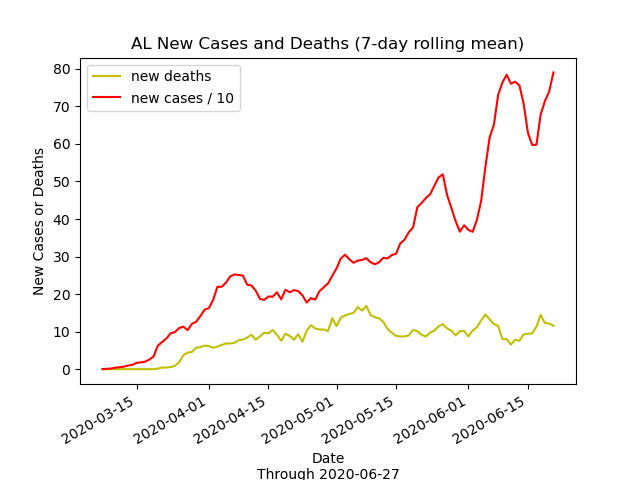 AL New Cases and Deaths (7-day rolling mean)
new deaths
new cases / 10
80
70
60
50
40
30
20
10
0
New Cases or Deaths
2020-03-15
2020-04-01
2020-04-15
2020-05-01
2020-05-15
2020-06-01
2020-06-15
Date
Through 2020-06-27